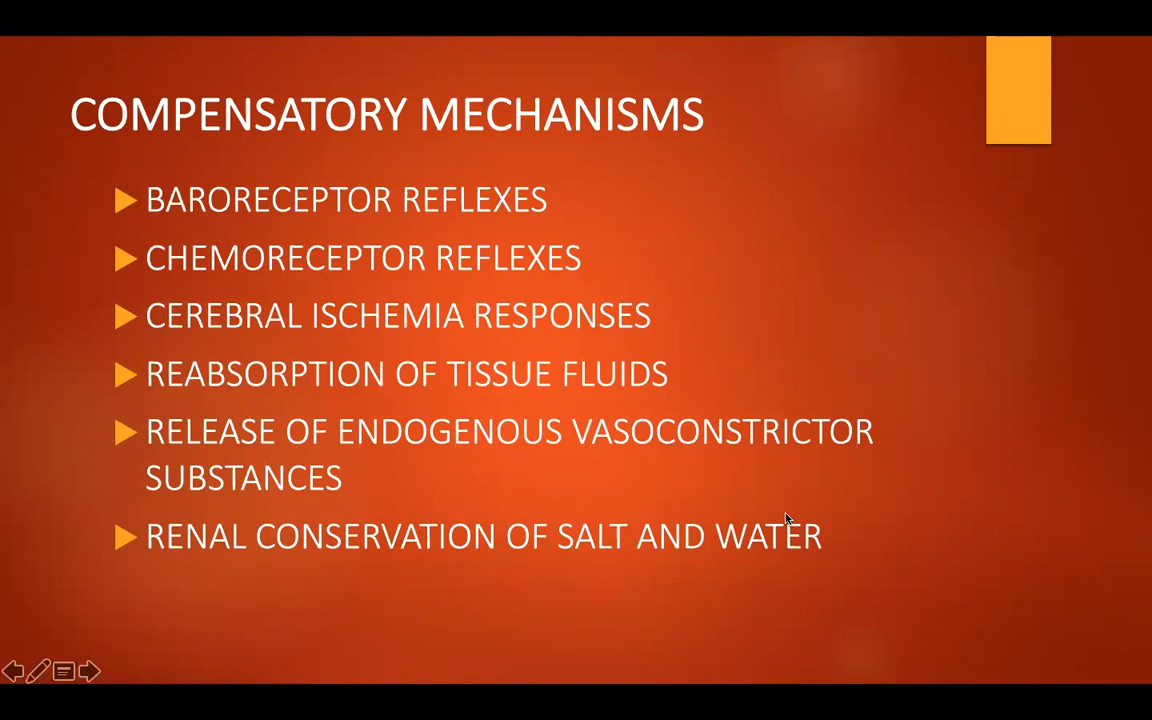 COMPENSATORY MECHANISMS
BARORECEPTOR REFLEXES
CHEMORECEPTOR REFLEXES
CEREBRAL ISCHEMIA RESPONSES
REABSORPTION OF TISSUE FLUIDS
RELEASE OF ENDOGENOUS VASOCONSTRICTOR
SUBSTANCES
RENAL CONSERVATION OF SALT AND WATER